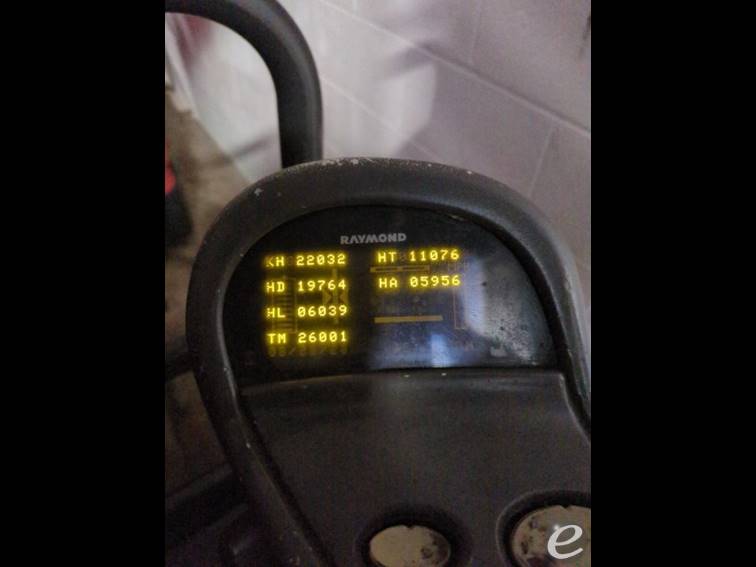 RAYMOND
KH 22032
HD 19764
HL 06039
TM 26001
HT 11076
HA 05956
e